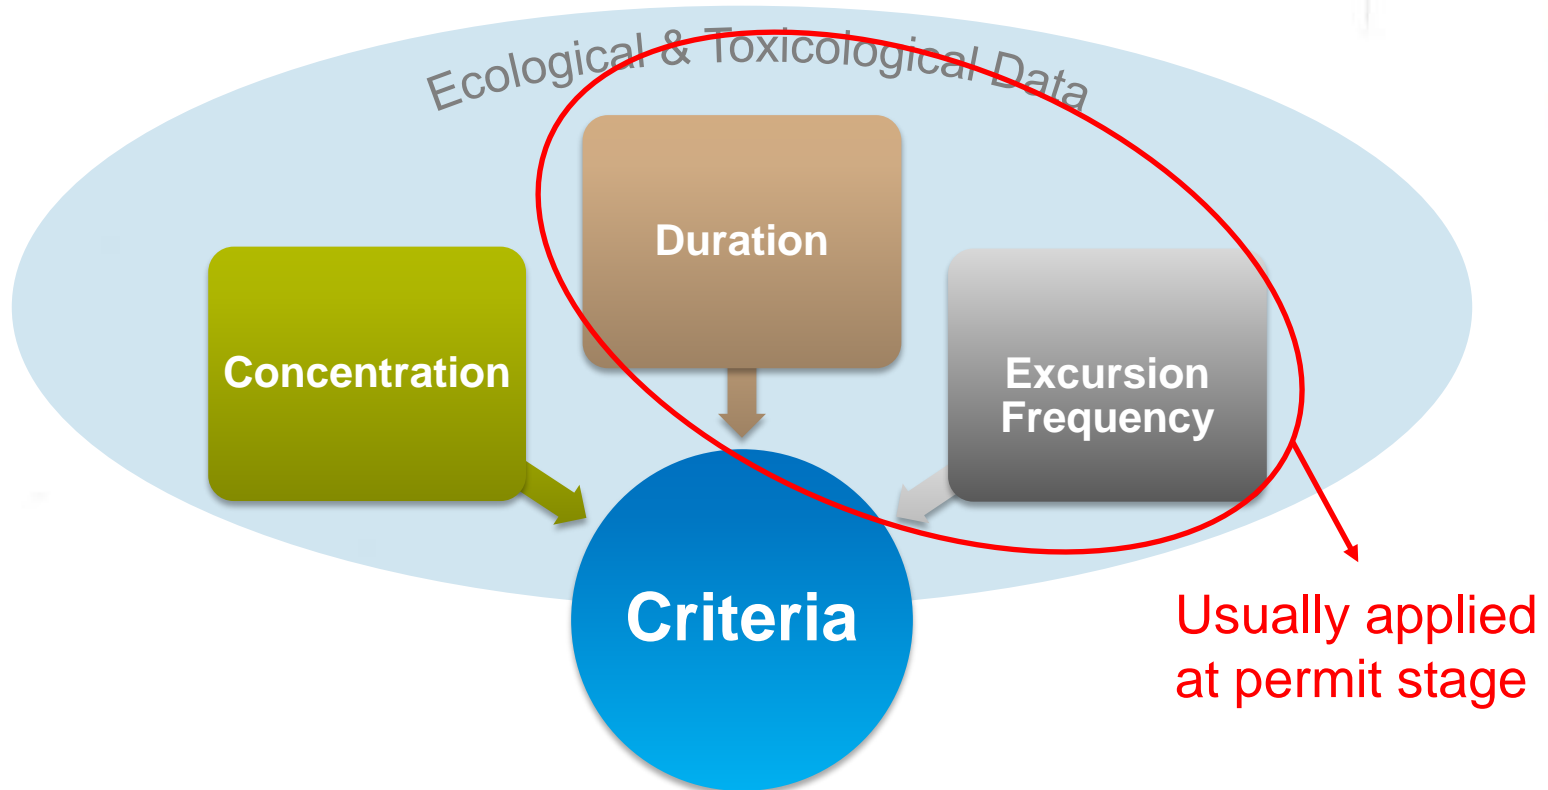 Ecological & Toxicological Data
Duration
Concentration
Excursion
Frequency
Criteria
Usually applied
at permit stage